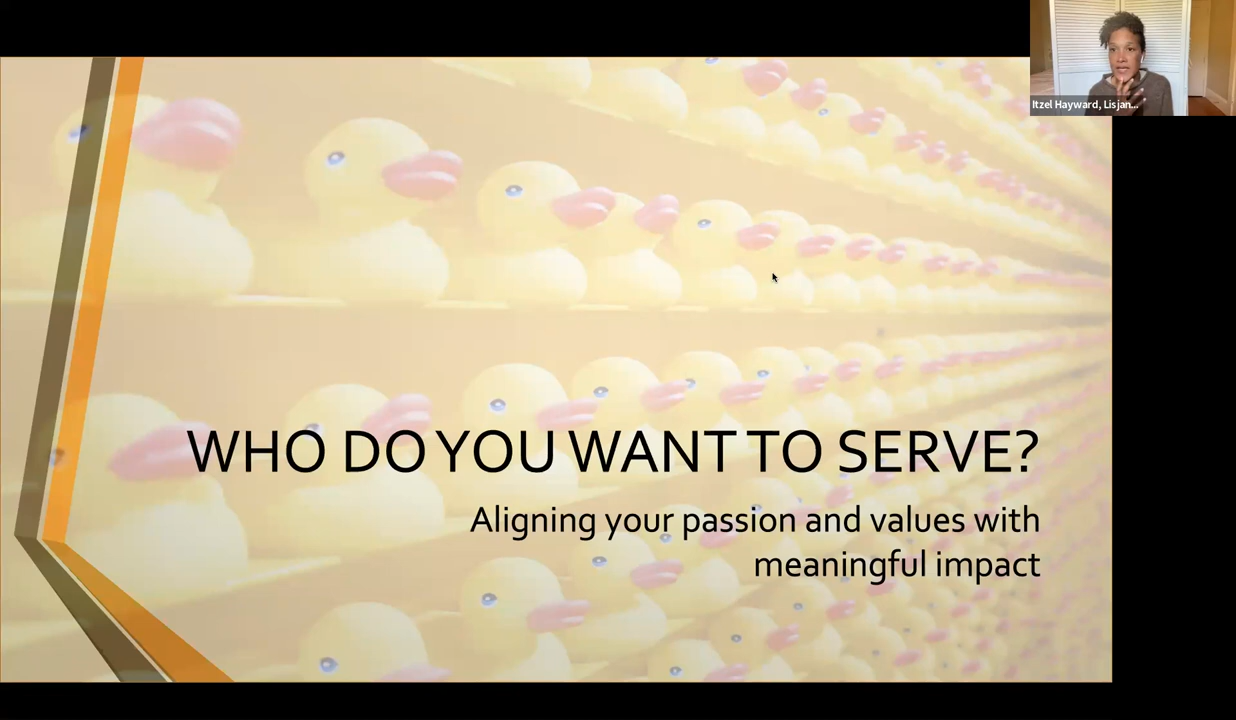 Itzel Hayward, Lisjan...
WHO DO YOU WANT TO SERVE?
Aligning your passion and values with
meaningful impact